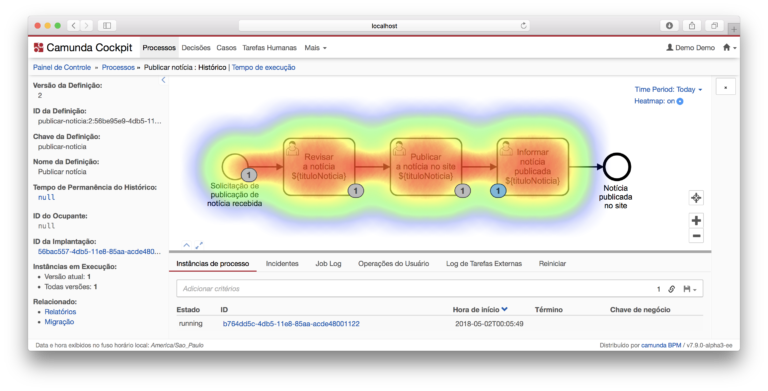 localhost
Camunda Cockpit Processos Decisões Casos Tarefas Humanas Mais Demo Demo
Painel de Controle » Processos » Publicar notícia : Histórico | Tempo de execução
Versão da Definição:
2
ID da Definição:
publicar-noticia:2:56be95e9-4db5-11...
Chave da Definição:
publicar-noticia
Nome da Definição:
Publicar notícia
Tempo de Permanência do Histórico:
null
ID do Ocupante:
null
ID da Implantação:
56bac557-4db5-11e8-85aa-acde480...
Instâncias em Execução:
Versão atual: 1
Todas versões: 1
Relacionado:
Relatórios
Migração
Time Period: Today
Heatmap: on
1
Solicitação de
publicação de
notícia recebida
Revisar
a notícia
${tituloNoticia}
1
Publicar
a notícia no site
${tituloNoticia}
1
Informar
notícia
publicada
${tituloNoticia}
1
Notícia
publicada
no site
Instâncias de processo Incidentes Job Log Operações do Usuário Log de Tarefas Externas Reiniciar
Adicionar critérios 1
Estado ID Hora de início Término Chave de negócio
running b764dd5c-4db5-11e8-85aa-acde48001122 2018-05-02T00:05:49
Data e hora exibidos no fuso horário local: America/Sao_Paulo
Distribuído por camunda BPM / v7.9.0-alpha3-ee